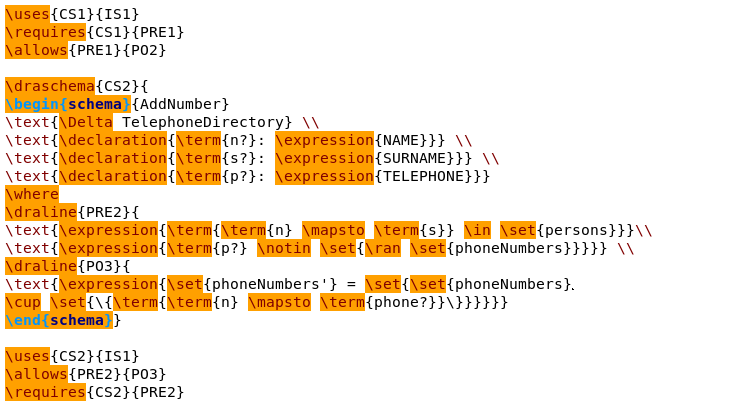 \uses{CS1}{IS1}
\requires{CS1}{PRE1}
\allows{PRE1}{PO2}

\draschema{CS2}{
\begin{schema}{AddNumber}
\text{\Delta TelephoneDirectory} \\
\text{\declaration{\term{n?}: \expression{NAME}}} \\
\text{\declaration{\term{s?}: \expression{SURNAME}}} \\
\text{\declaration{\term{p?}: \expression{TELEPHONE}}}
\where
\draline{PRE2}{
\text{\expression{\term{\term{n} \mapsto \term{s}} \in \set{persons}}}\\
\text{\expression{\term{p?} \notin \set{\ran \set{phoneNumbers}}}}} \\
\draline{PO3}{
\text{\expression{\set{phoneNumbers'} = \set{\set{phoneNumbers}.
\cup \set{\{\term{\term{n} \mapsto \term{phone?}}\}}}}}}
\end{schema}}

\uses{CS2}{IS1}
\allows{PRE2}{PO3}
\requires{CS2}{PRE2}